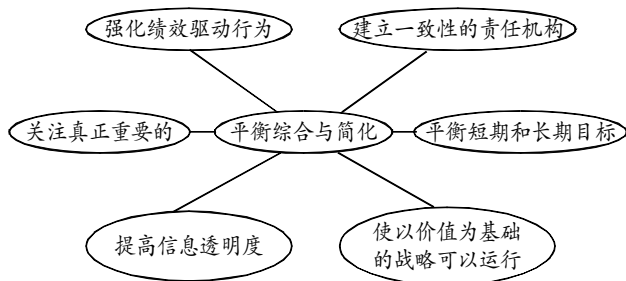 强化绩效驱动行为
建立一致性的责任机构
关注真正重要的
平衡综合与简化
平衡短期和长期目标
提高信息透明度
使以价值为基础
的战略可以运行